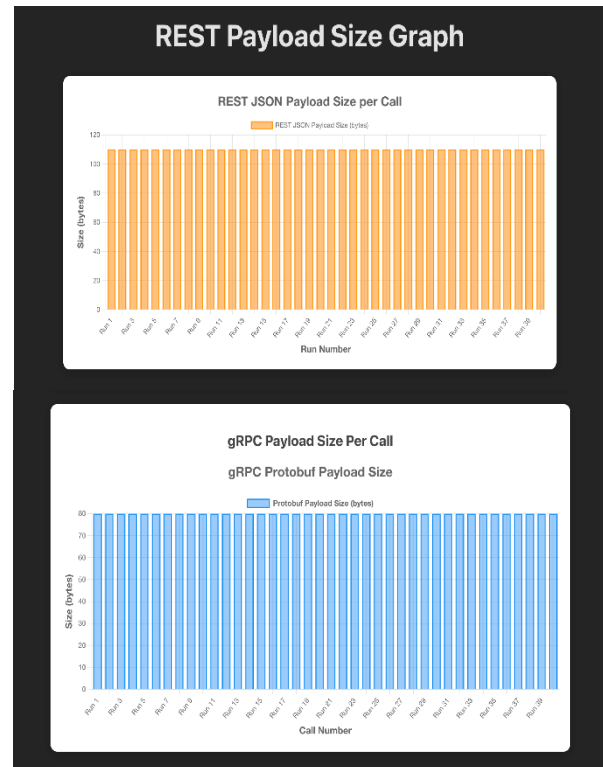 REST Payload Size Graph
REST JSON Payload Size per Call
REST JSON Payload Size (bytes)
Size (bytes)
120
100
80
60
40
20
0
Run 1 Run 3 Run 5 Run 7 Run 9 Run 11 Run 13 Run 15 Run 17 Run 19 Run 21 Run 23 Run 25 Run 27 Run 29 Run 31 Run 33 Run 35 Run 37 Run 39
Run Number
gRPC Payload Size Per Call
gRPC Protobuf Payload Size
Protobuf Payload Size (bytes)
Size (bytes)
80
70
60
50
40
30
20
10
0
Run 1 Run 3 Run 5 Run 7 Run 9 Run 11 Run 13 Run 15 Run 17 Run 19 Run 21 Run 23 Run 25 Run 27 Run 29 Run 31 Run 33 Run 35 Run 37 Run 39
Call Number